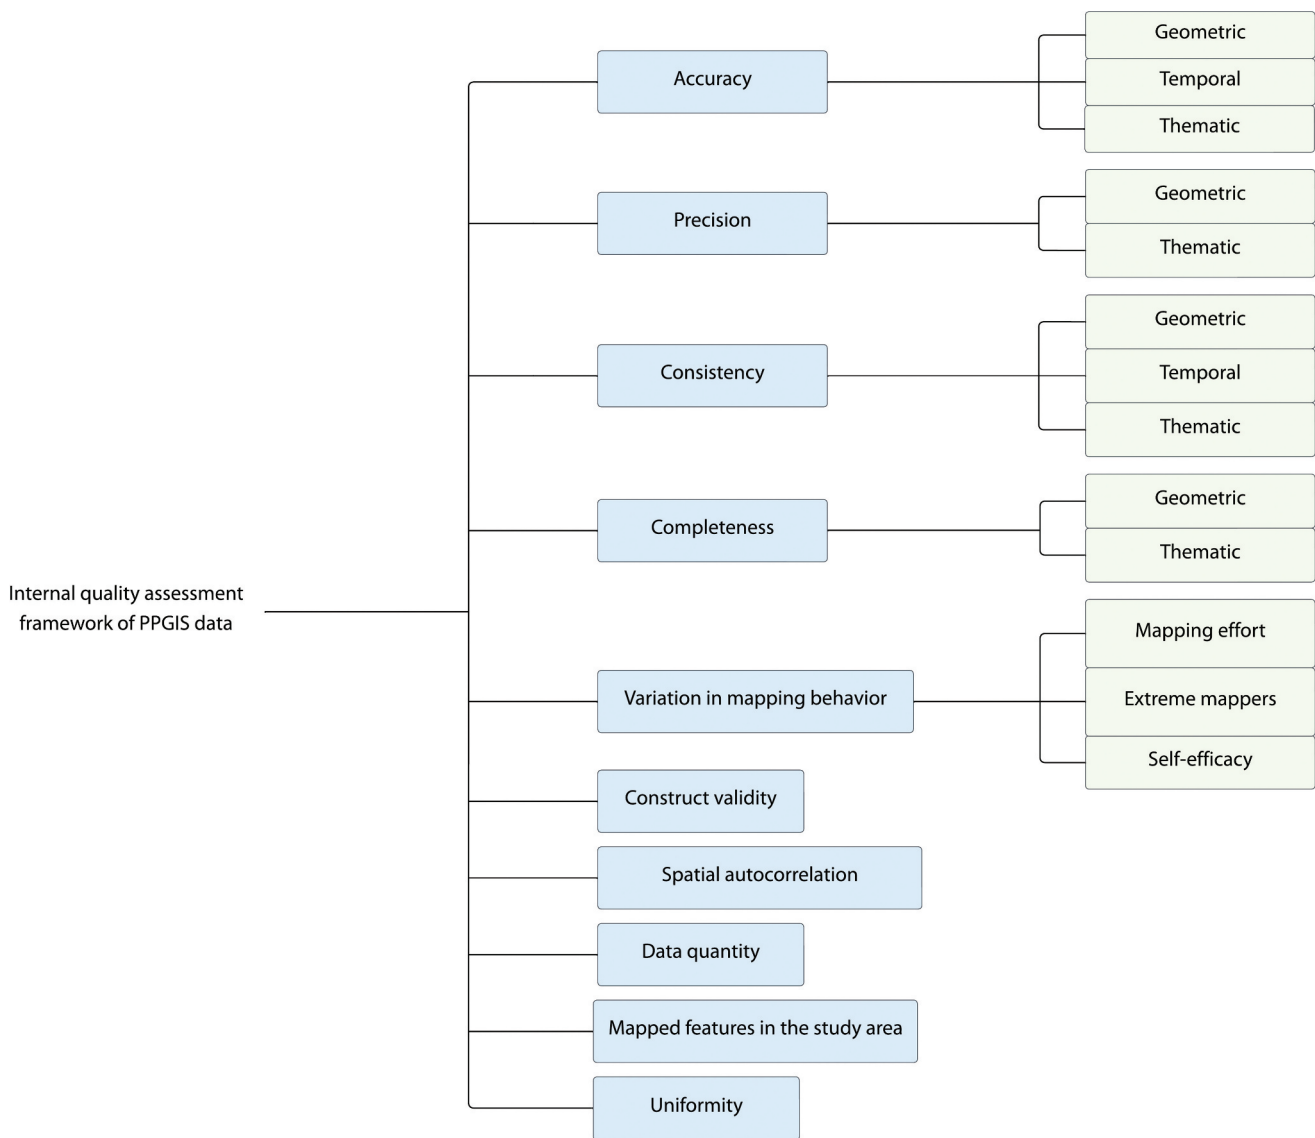 Internal quality assessment
framework of PPGIS data
Accuracy
Geometric
Temporal
Thematic
Precision
Geometric
Thematic
Consistency
Geometric
Temporal
Thematic
Completeness
Geometric
Thematic
Variation in mapping behavior
Mapping effort
Extreme mappers
Self-efficacy
Construct validity
Spatial autocorrelation
Data quantity
Mapped features in the study area
Uniformity